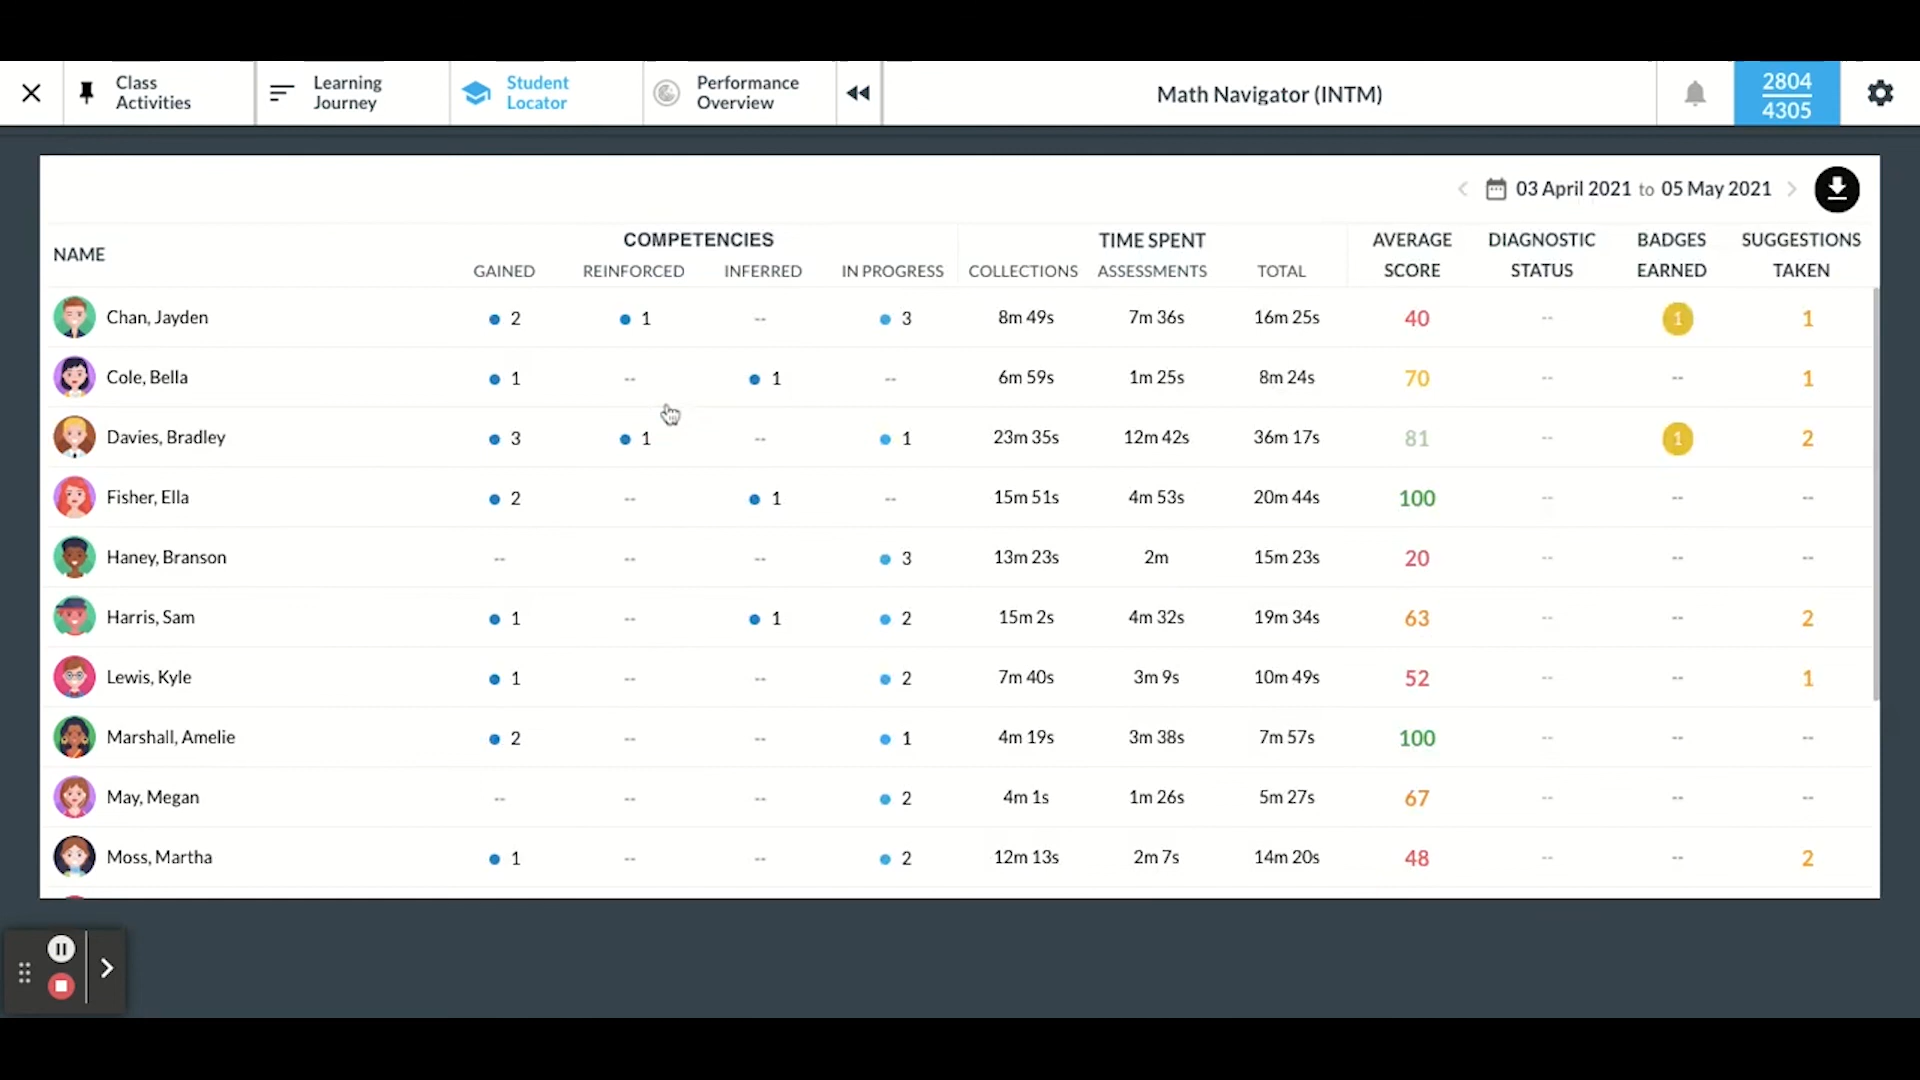 Class Activities
Learning Journey
Student Locator
Performance Overview
Math Navigator (INTM)
2804
4305
03 April 2021 to 05 May 2021
NAME COMPETENCIES TIME SPENT AVERAGE SCORE DIAGNOSTIC STATUS BADGES EARNED SUGGESTIONS TAKEN
GAINED REINFORCED INFERRED IN PROGRESS COLLECTIONS ASSESSMENTS TOTAL
Chan, Jayden 2 1 -- 3 8m 49s 7m 36s 16m 25s 40 -- 1 1
Cole, Bella 1 -- 1 -- 6m 59s 1m 25s 8m 24s 70 -- -- 1
Davies, Bradley 3 1 -- 1 23m 35s 12m 42s 36m 17s 81 -- 1 2
Fisher, Ella 2 -- 1 -- 15m 51s 4m 53s 20m 44s 100 -- -- --
Haney, Branson -- -- -- 3 13m 23s 2m 15m 23s 20 -- -- --
Harris, Sam 1 -- 1 2 15m 2s 4m 32s 19m 34s 63 -- -- 2
Lewis, Kyle 1 -- -- 2 7m 40s 3m 9s 10m 49s 52 -- -- 1
Marshall, Amelie 2 -- -- 1 4m 19s 3m 38s 7m 57s 100 -- -- --
May, Megan -- -- -- 2 4m 1s 1m 26s 5m 27s 67 -- -- --
Moss, Martha 1 -- -- 2 12m 13s 2m 7s 14m 20s 48 -- -- 2